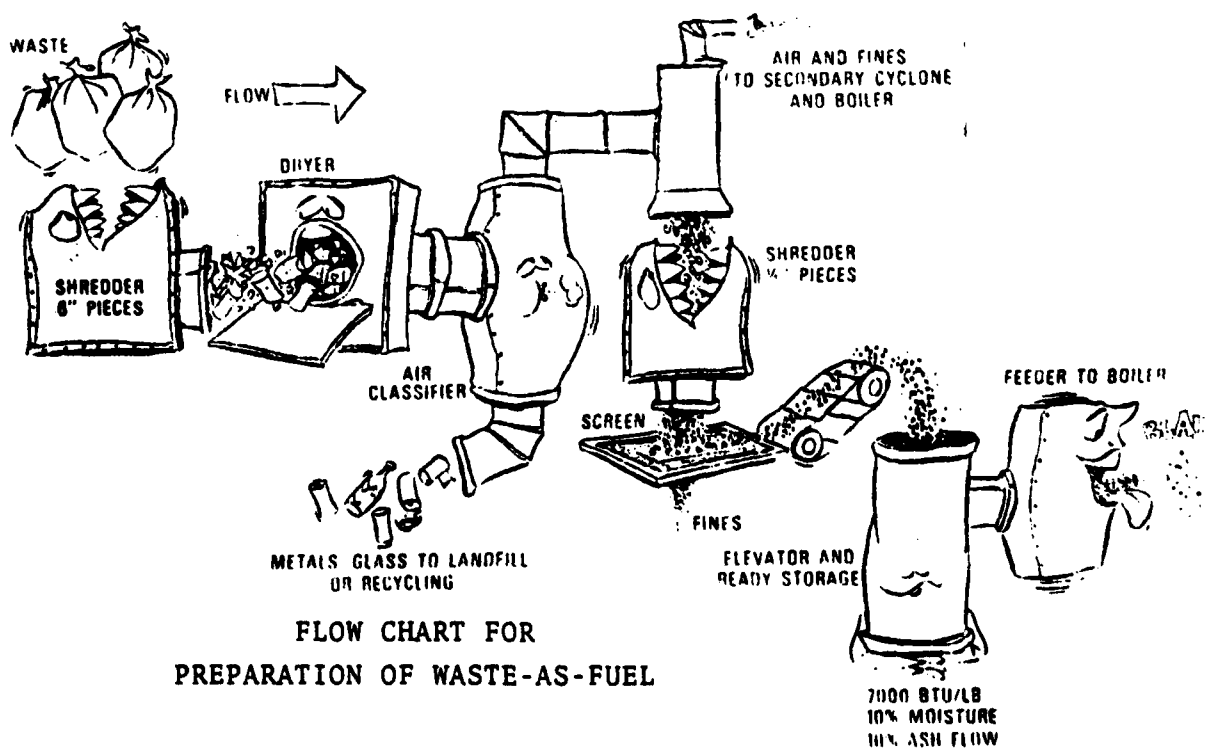 WASTE
FLOW
AIR AND FINES
TO SECONDARY CYCLONE
AND BOILER
DRYER
SHREDDER
6" PIECES
SHREDDER
PIECES
AIR
CLASSIFIER
SCREEN
FEEDER TO BOILER
FINES
METALS GLASS TO LANDFILL
OR RECYCLING
ELEVATOR AND
READY STORAGE
FLOW CHART FOR
PREPARATION OF WASTE-AS-FUEL
7000 BTU/LB
10% MOISTURE
10% ASH FLOW